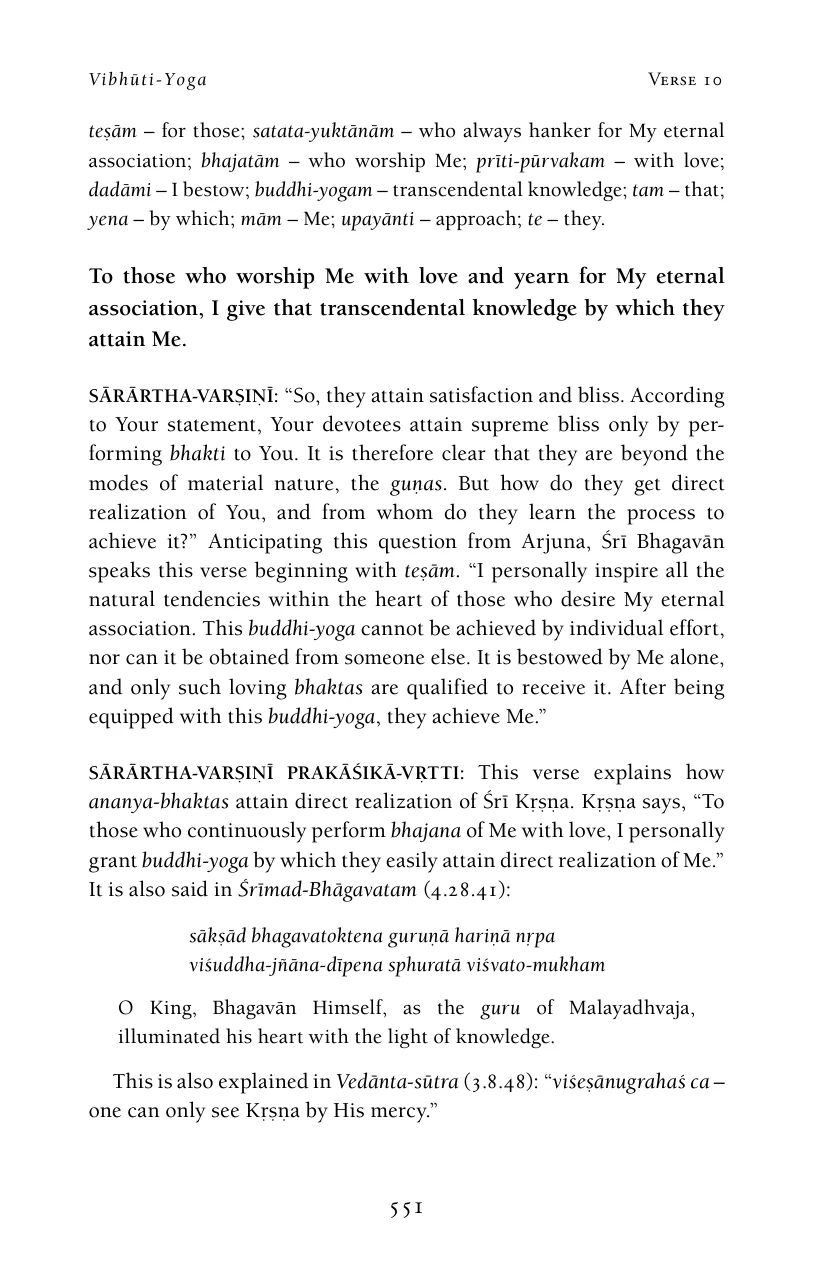 Vibhūti-Yoga Verse 10
teṣām – for those; satata-yuktānām – who always hanker for My eternal
association; bhajatām – who worship Me; prīti-pūrvakam – with love;
dadāmi – I bestow; buddhi-yogam – transcendental knowledge; tam – that;
yena – by which; mām – Me; upayānti – approach; te – they.
To those who worship Me with love and yearn for My eternal
association, I give that transcendental knowledge by which they
attain Me.
SĀRĀRTHA-VARṢIṆĪ: “So, they attain satisfaction and bliss. According
to Your statement, Your devotees attain supreme bliss only by per-
forming bhakti to You. It is therefore clear that they are beyond the
modes of material nature, the guṇas. But how do they get direct
realization of You, and from whom do they learn the process to
achieve it?” Anticipating this question from Arjuna, Śrī Bhagavān
speaks this verse beginning with teṣām. “I personally inspire all the
natural tendencies within the heart of those who desire My eternal
association. This buddhi-yoga cannot be achieved by individual effort,
nor can it be obtained from someone else. It is bestowed by Me alone,
and only such loving bhaktas are qualified to receive it. After being
equipped with this buddhi-yoga, they achieve Me.”
SĀRĀRTHA-VARṢIṆĪ PRAKĀŚIKĀ-VṚTTI: This verse explains how
ananya-bhaktas attain direct realization of Śrī Kṛṣṇa. Kṛṣṇa says, “To
those who continuously perform bhajana of Me with love, I personally
grant buddhi-yoga by which they easily attain direct realization of Me.”
It is also said in Śrīmad-Bhāgavatam (4.28.41):
sākṣād bhagavatoktena guruṇā hariṇā nṛpa
viśuddha-jñāna-dīpena sphuratā viśvato-mukham
O King, Bhagavān Himself, as the guru of Malayadhvaja,
illuminated his heart with the light of knowledge.
This is also explained in Vedānta-sūtra (3.8.48): “viśeṣānugrahaś ca –
one can only see Kṛṣṇa by His mercy.”
551